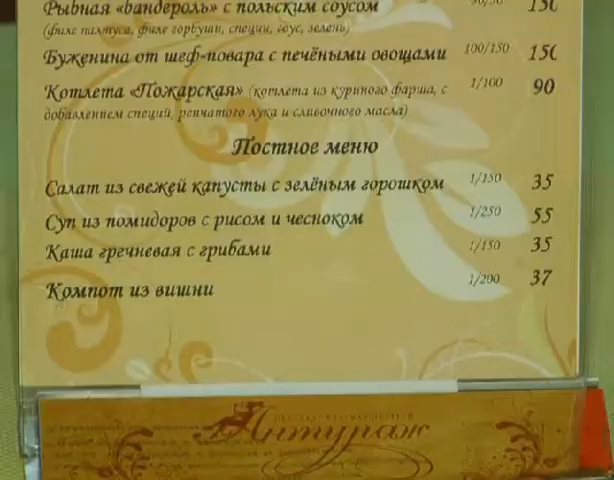 Рыбная «бандероль» с польским соусом
(филе палтуса, филе горбуши, специи, соус, зелень)
Буженина от шеф-повара с печёными овощами 100/150 150
Котлета «Пожарская» (котлета из куриного фарша, с 1/100 90
добавлением специй, репчатого лука и сливочного масла)
Постное меню
Салат из свежей капусты с зелёным горошком 1/150 35
Суп из помидоров с рисом и чесноком 1/250 55
Каша гречневая с грибами 1/150 35
Компот из вишни 1/200 37
Антураж